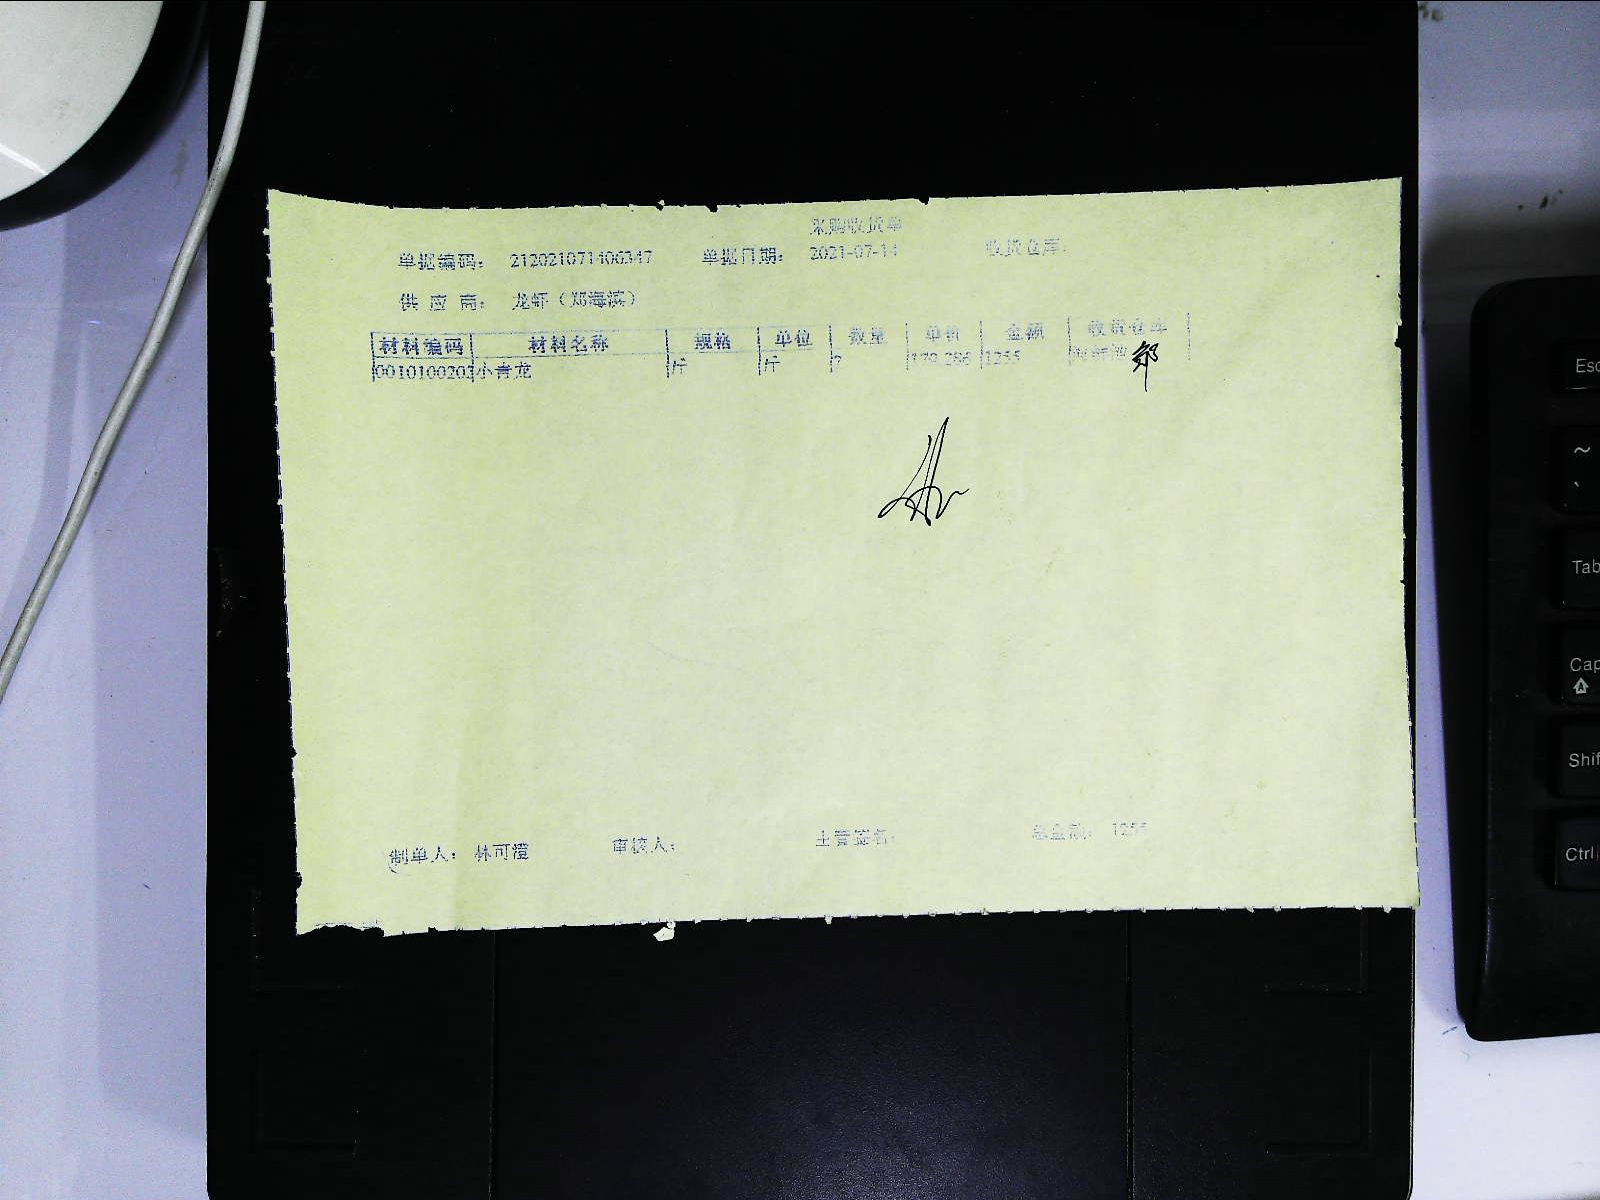 采购收货单
单据编码: 212021071400347 单据日期: 2021-07-14 收货仓库:
供应商: 龙虾(郑海滨)
材料编码 材料名称 规格 单位 数量 单价 金额 收货仓库
0010100203 小青龙 斤 斤 7 179.286 1255 郑
制单人: 林可澄 审核人: 主管签名: 总金额: 1255
Esc
~
`
Tab
Cap
Shif
Ctrl